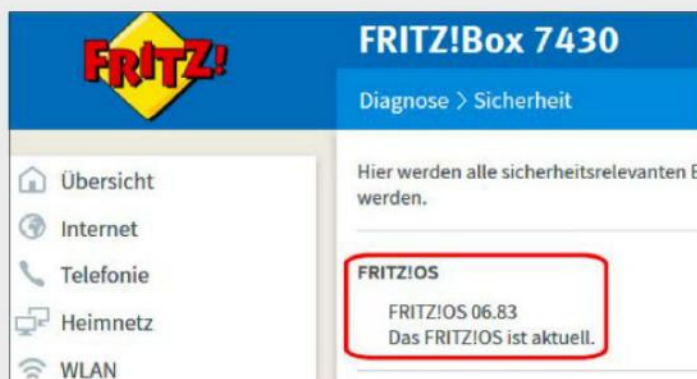 FRITZ!
FRITZ!Box 7430
Diagnose > Sicherheit
Übersicht
Internet
Telefonie
Heimnetz
WLAN
Hier werden alle sicherheitsrelevanten
werden.
FRITZ!OS
FRITZ!OS 06.83
Das FRITZ!OS ist aktuell.